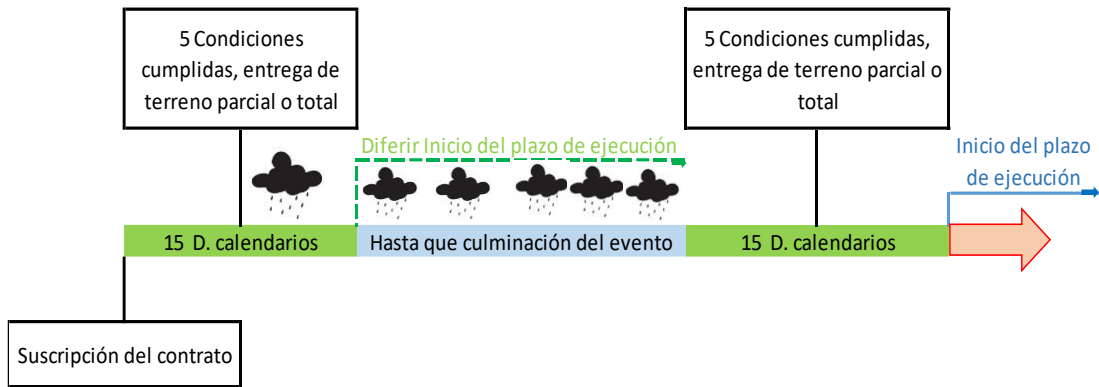 5 Condiciones
cumplidas, entrega de
terreno parcial o total
5 Condiciones cumplidas,
entrega de terreno parcial o
total
Diferir Inicio del plazo de ejecución
Inicio del plazo
de ejecución
15 D. calendarios
Hasta que culminación del evento
15 D. calendarios
Suscripción del contrato